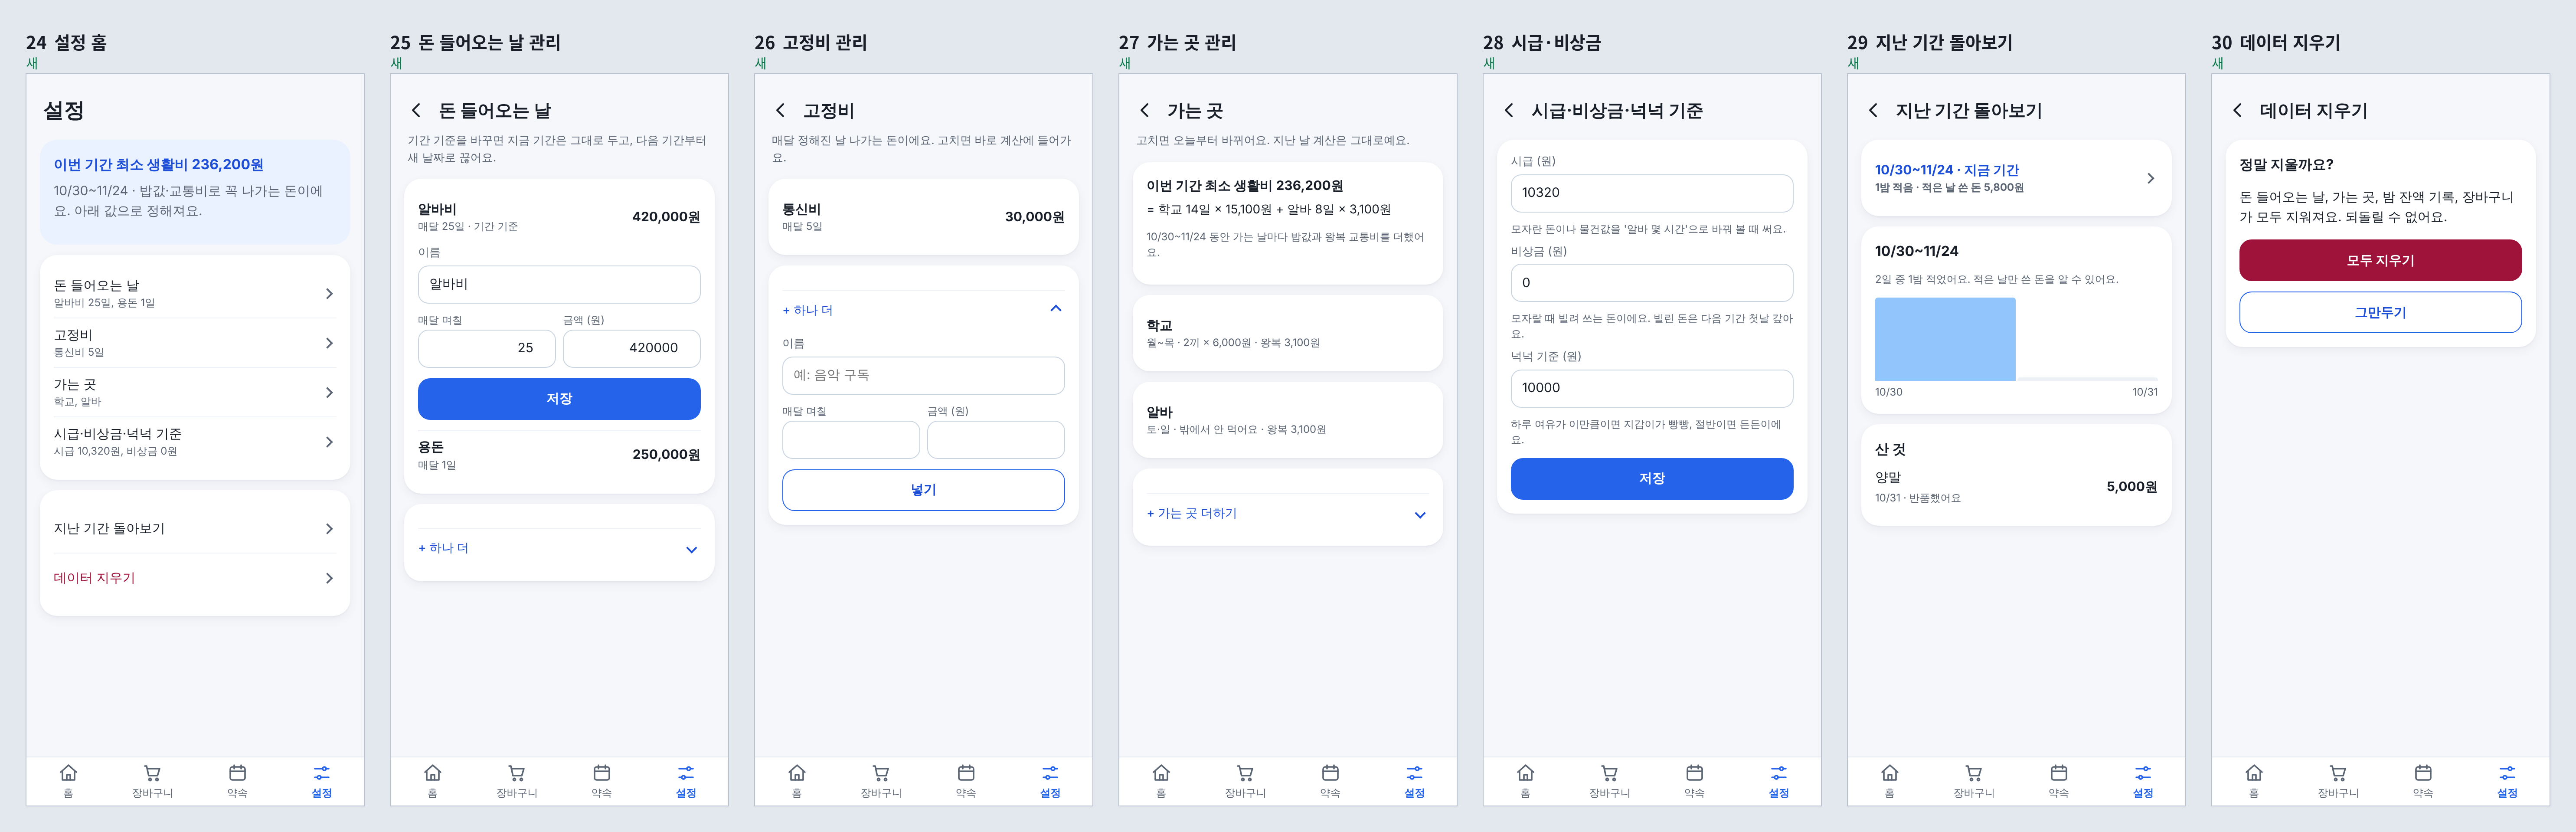 24 설정 홈
새
설정
이번 기간 최소 생활비 236,200원
10/30~11/24 · 밥값·교통비로 꼭 나가는 돈이에
요. 아래 값으로 정해져요.
돈 들어오는 날
알바비 25일, 용돈 1일
고정비
통신비 5일
가는 곳
학교, 알바
시급·비상금·넉넉 기준
시급 10,320원, 비상금 0원
지난 기간 돌아보기
데이터 지우기
홈
장바구니
약속
설정
25 돈 들어오는 날 관리
새
돈 들어오는 날
기간 기준을 바꾸면 지금 기간은 그대로 두고, 다음 기간부터
새 날짜로 끊어요.
알바비
매달 25일 · 기간 기준
420,000원
이름
알바비
매달 며칠
금액 (원)
25
420000
저장
용돈
매달 1일
250,000원
+ 하나 더
홈
장바구니
약속
설정
26 고정비 관리
새
고정비
매달 정해진 날 나가는 돈이에요. 고치면 바로 계산에 들어가
요.
통신비
매달 5일
30,000원
+ 하나 더
이름
예: 음악 구독
매달 며칠
금액 (원)
넣기
홈
장바구니
약속
설정
27 가는 곳 관리
새
가는 곳
고치면 오늘부터 바뀌어요. 지난 날 계산은 그대로예요.
이번 기간 최소 생활비 236,200원
= 학교 14일 × 15,100원 + 알바 8일 × 3,100원
10/30~11/24 동안 가는 날마다 밥값과 왕복 교통비를 더했어
요.
학교
월~목 · 2끼 × 6,000원 · 왕복 3,100원
알바
토·일 · 밖에서 안 먹어요 · 왕복 3,100원
+ 가는 곳 더하기
홈
장바구니
약속
설정
28 시급·비상금
새
시급·비상금·넉넉 기준
시급 (원)
10320
모자란 돈이나 물건값을 '알바 몇 시간'으로 바꿔 볼 때 써요.
비상금 (원)
0
모자랄 때 빌려 쓰는 돈이에요. 빌린 돈은 다음 기간 첫날 갚아
요.
넉넉 기준 (원)
10000
하루 여유가 이만큼이면 지갑이가 빵빵, 절반이면 든든이에
요.
저장
홈
장바구니
약속
설정
29 지난 기간 돌아보기
새
지난 기간 돌아보기
10/30~11/24 · 지금 기간
1밤 적음 · 적은 날 쓴 돈 5,800원
10/30~11/24
2일 중 1밤 적었어요. 적은 날만 쓴 돈을 알 수 있어요.
10/30
10/31
산 것
양말
10/31 · 반품했어요
5,000원
홈
장바구니
약속
설정
30 데이터 지우기
새
데이터 지우기
정말 지울까요?
돈 들어오는 날, 가는 곳, 밤 잔액 기록, 장바구니
가 모두 지워져요. 되돌릴 수 없어요.
모두 지우기
그만두기
홈
장바구니
약속
설정